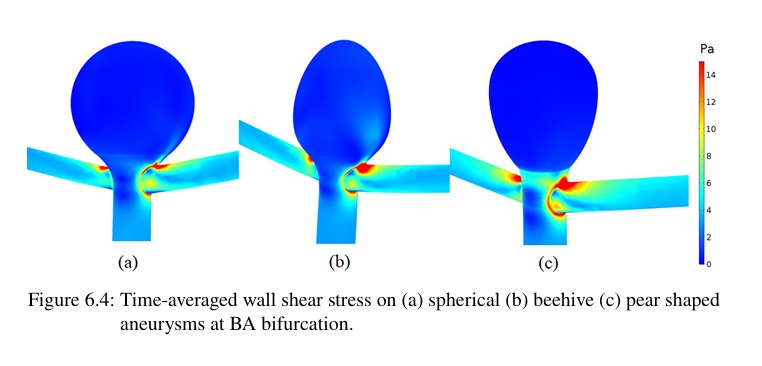 Pa
14
12
10
8
6
4
2
0
(a)
(b)
(c)
Figure 6.4: Time-averaged wall shear stress on (a) spherical (b) beehive (c) pear shaped
aneurysms at BA bifurcation.